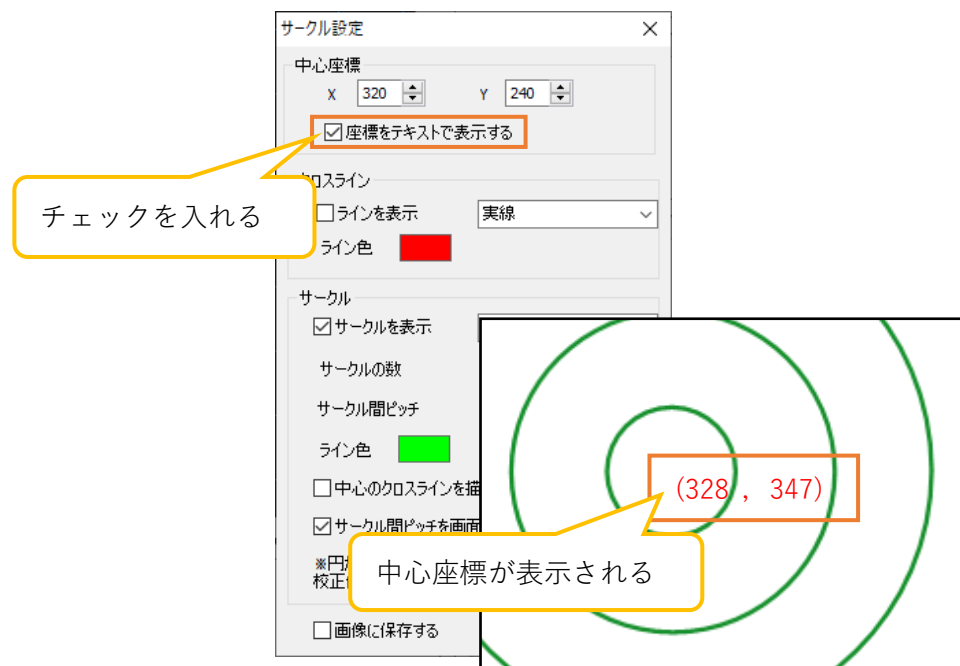 サークル設定
中心座標
X 320 Y 240
座標をテキストで表示する
クロスライン
チェックを入れる
ラインを表示 実線
ライン色
サークル
サークルを表示
サークルの数
サークル間ピッチ
ライン色
(328 , 347)
中心のクロスラインを描
サークル間ピッチを画面
※円
校正
中心座標が表示される
画像に保存する